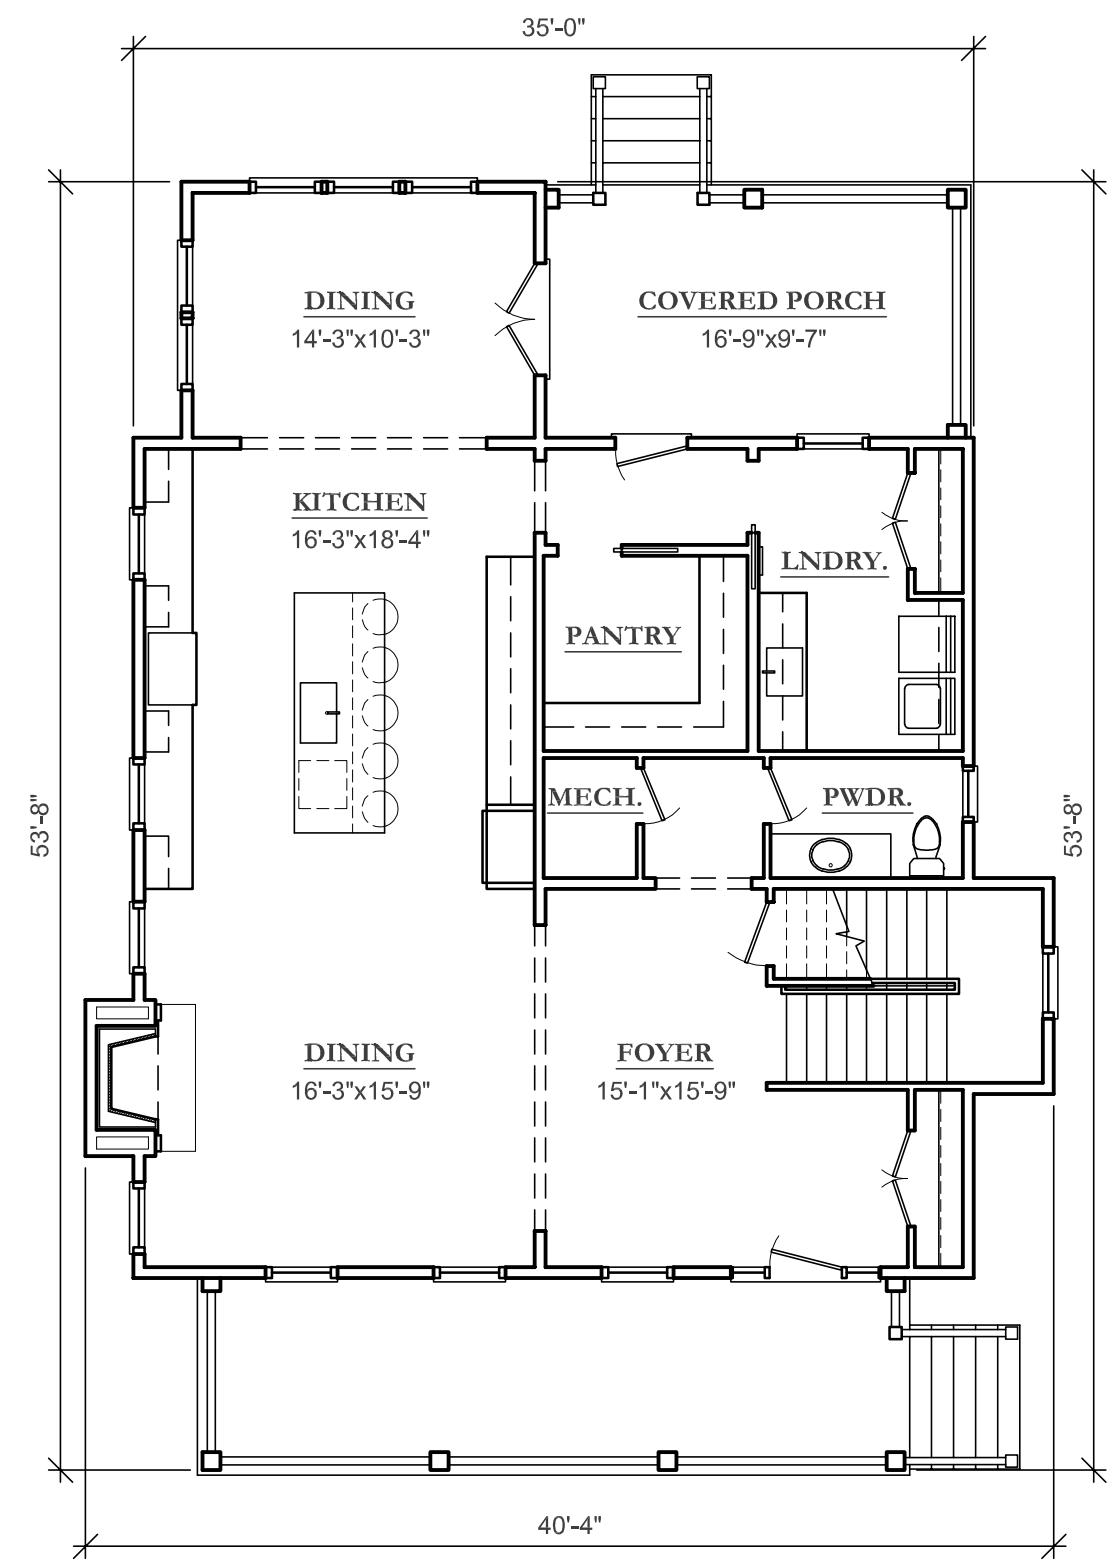 35'-0"
DINING
14'-3"x10'-3"
COVERED PORCH
16'-9"x9'-7"
KITCHEN
16'-3"x18'-4"
LNDRY.
PANTRY
MECH.
PWDR.
53'-8"
53'-8"
DINING
16'-3"x15'-9"
FOYER
15'-1"x15'-9"
40'-4"